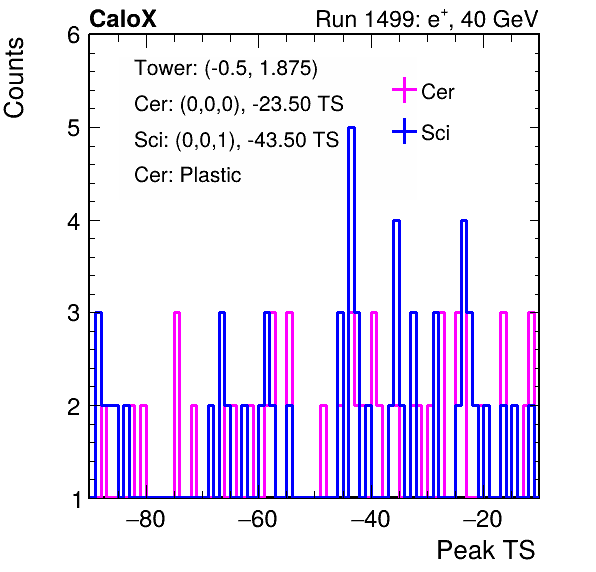 CaloX Run 1499: e+, 40 GeV
Counts
6
Tower: (-0.5, 1.875)
Cer: (0,0,0), -23.50 TS
Sci: (0,0,1), -43.50 TS
Cer: Plastic
Cer
Sci
5
4
3
2
1
−80 −60 −40 −20
Peak TS